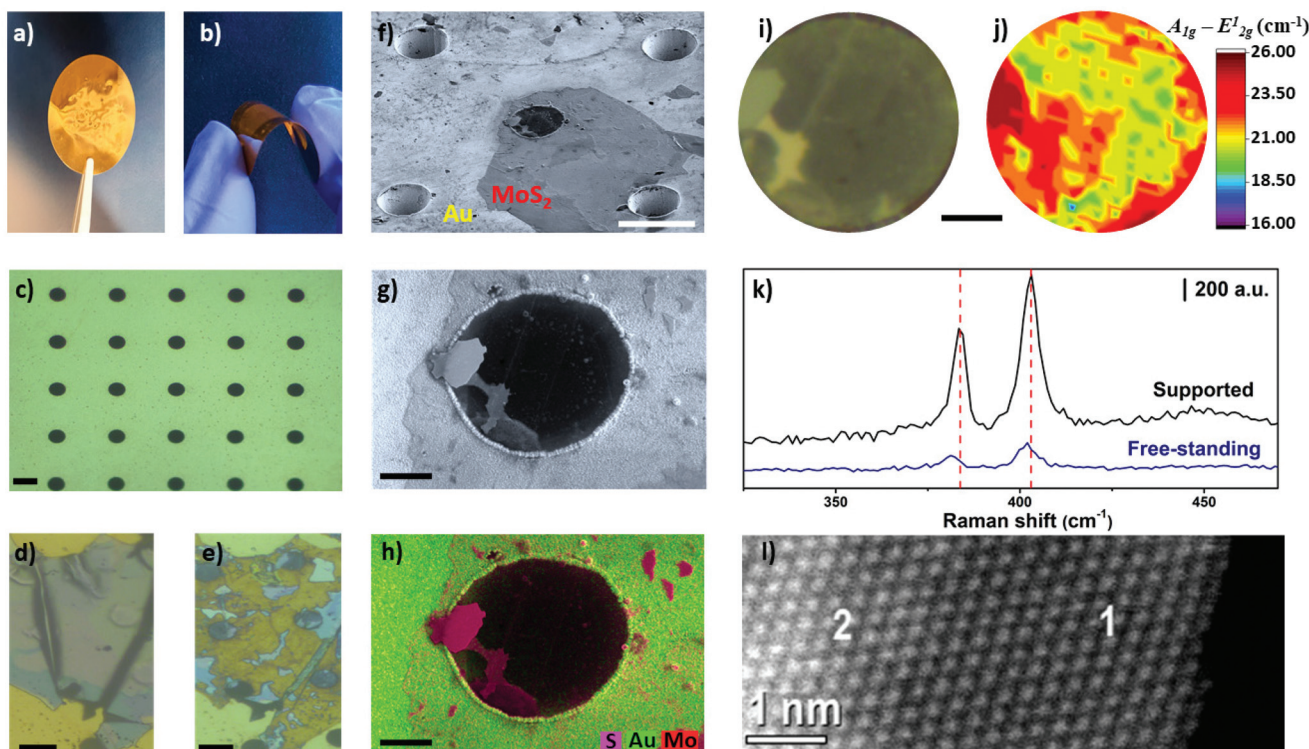 a)
b)
f)
Au
MoS2
i)
j)
A1g – E12g (cm-1)
26.00
23.50
21.00
18.50
16.00
c)
g)
k)
200 a.u.
Supported
Free-standing
350
400
450
Raman shift (cm-1)
d)
e)
h)
S Au Mo
l)
2
1
1 nm